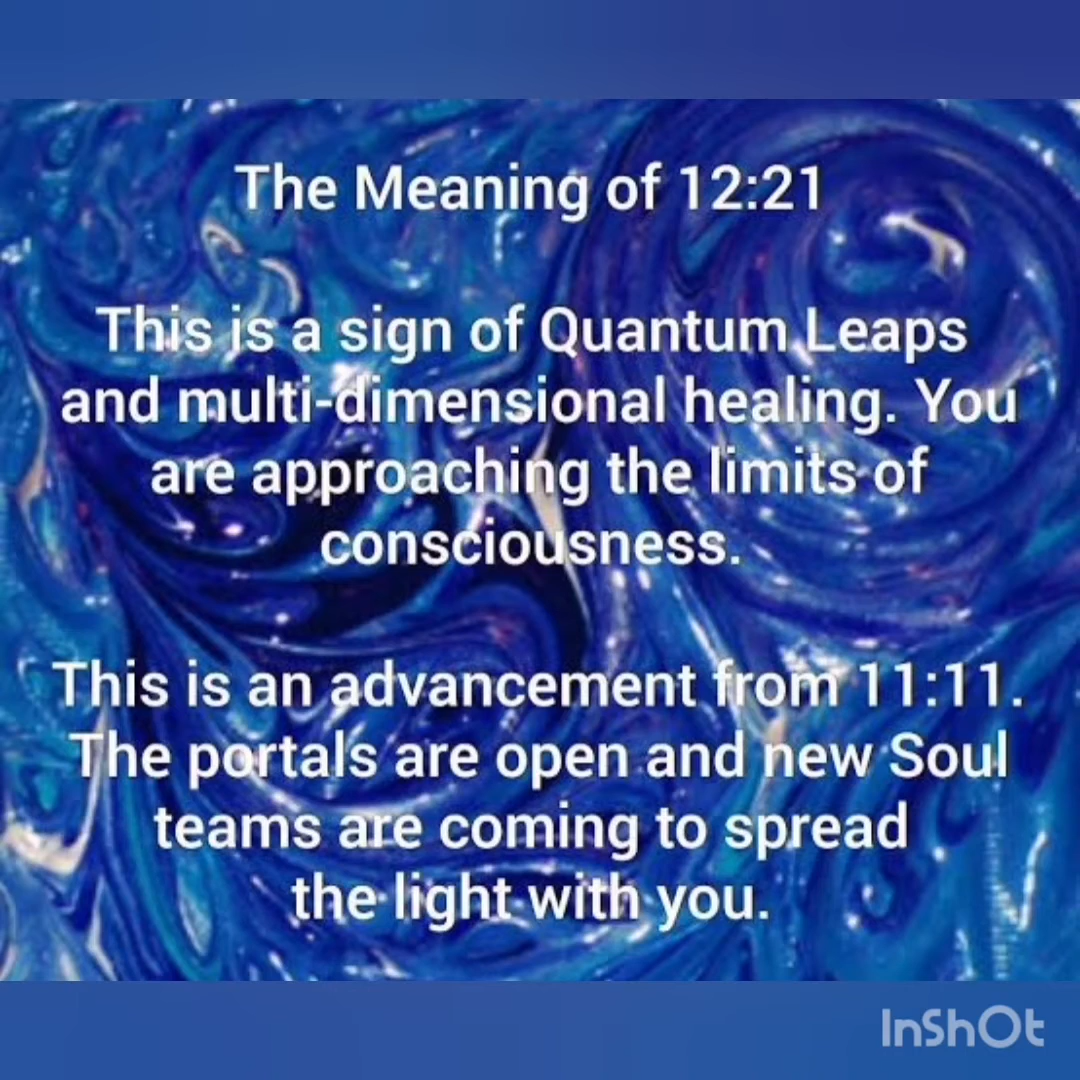 The Meaning of 12:21
This is a sign of Quantum Leaps
and multi-dimensional healing. You
are approaching the limits of
consciousness.
This is an advancement from 11:11.
The portals are open and new Soul
teams are coming to spread
the light with you.
InShOt